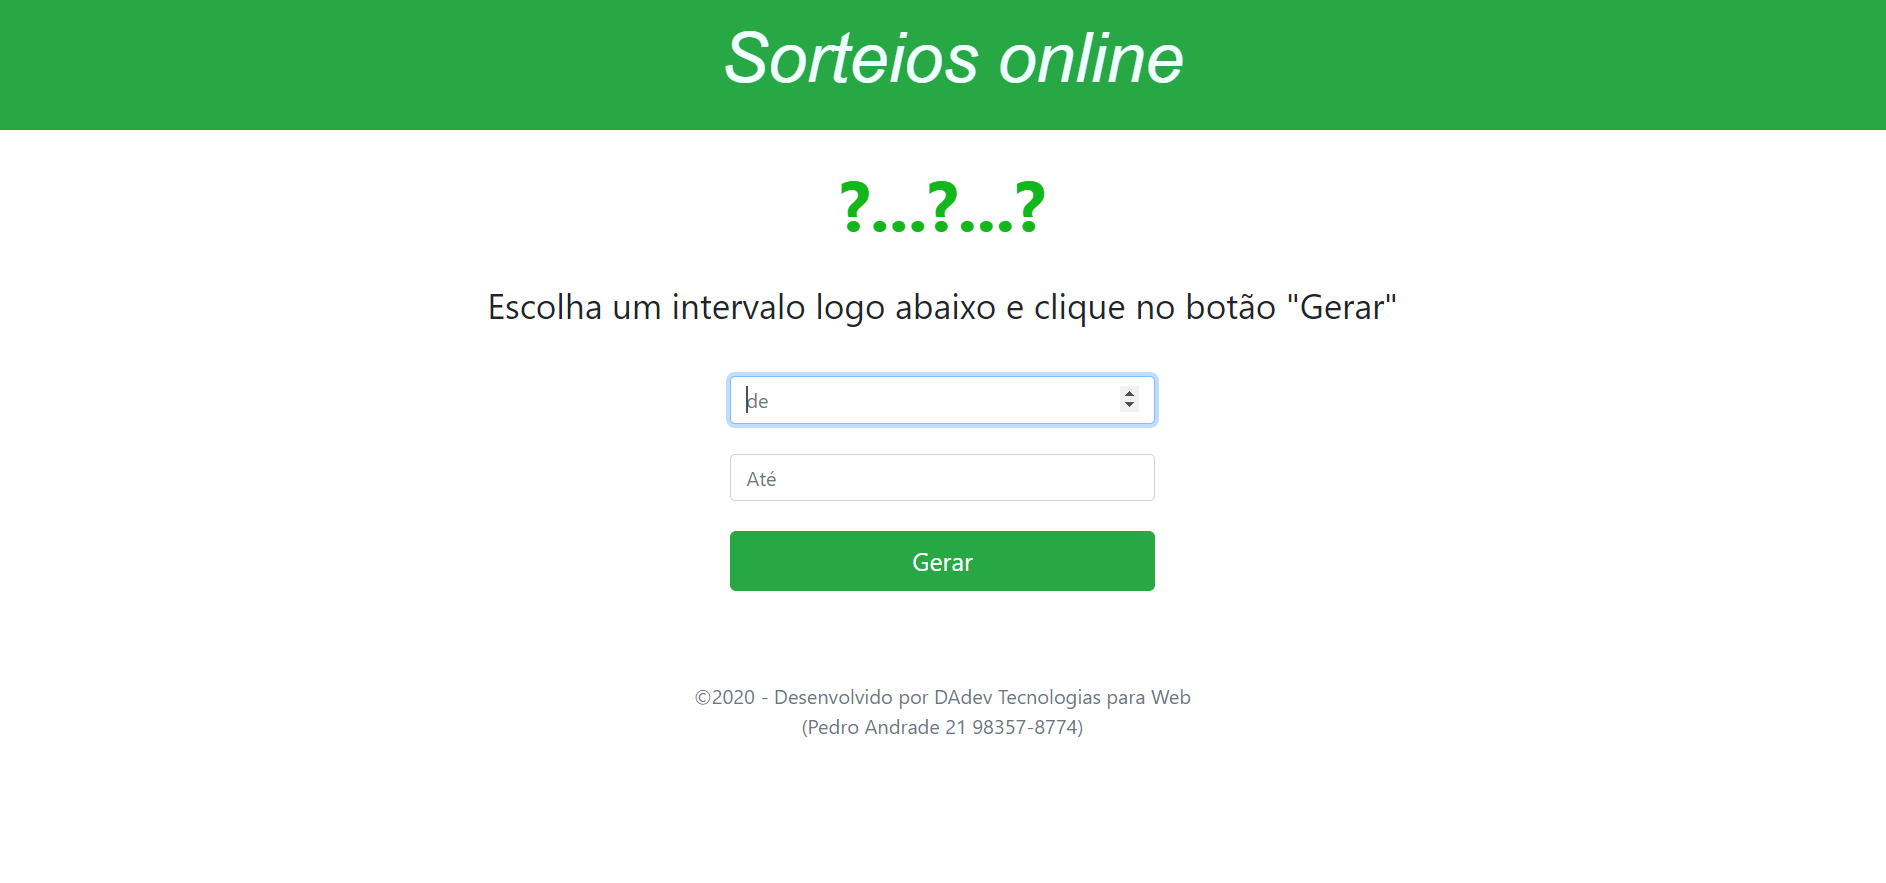 Sorteios online
?...?...?
Escolha um intervalo logo abaixo e clique no botão "Gerar"
de
Até
Gerar
©2020 - Desenvolvido por DAdev Tecnologias para Web
(Pedro Andrade 21 98357-8774)